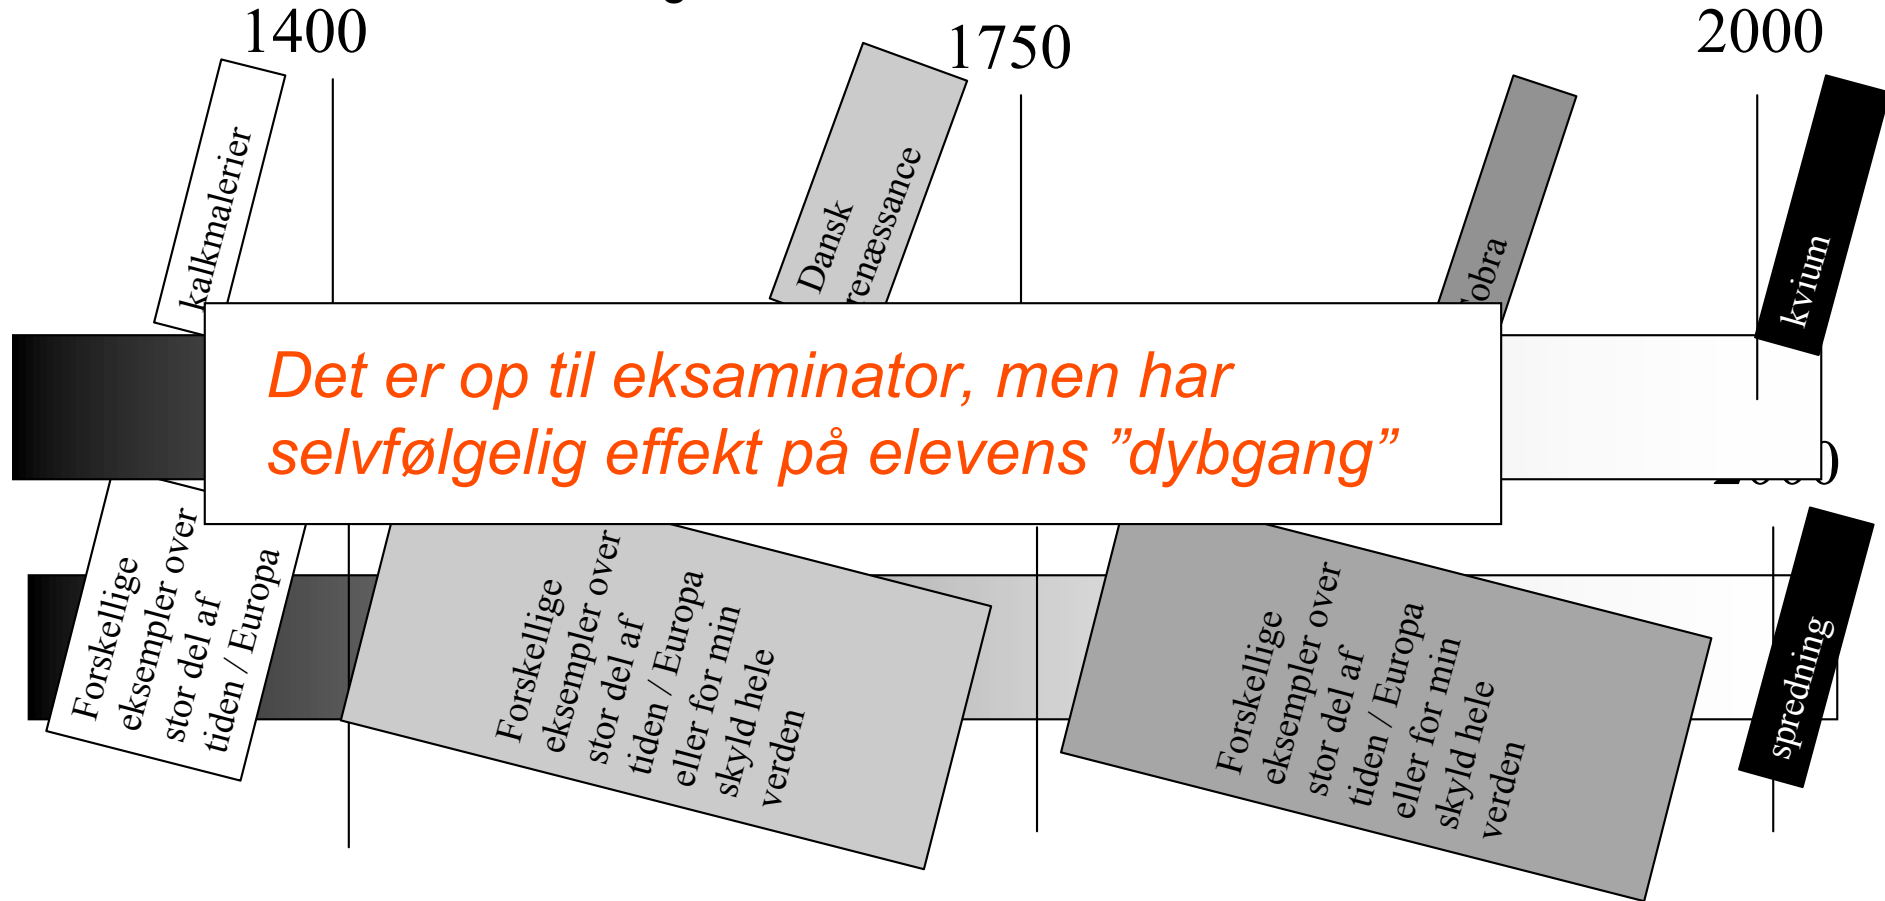 1400
1750
2000
kalkmalerier
Dansk
renæssance
obra
kvium
Det er op til eksaminator, men har
selvfølgelig effekt på elevens ”dybgang”
Forskellige
eksempler over
stor del af
tiden / Europa
Forskellige
eksempler over
stor del af
tiden / Europa
eller for min
skyld hele
verden
Forskellige
eksempler over
stor del af
tiden / Europa
eller for min
skyld hele
verden
spredning